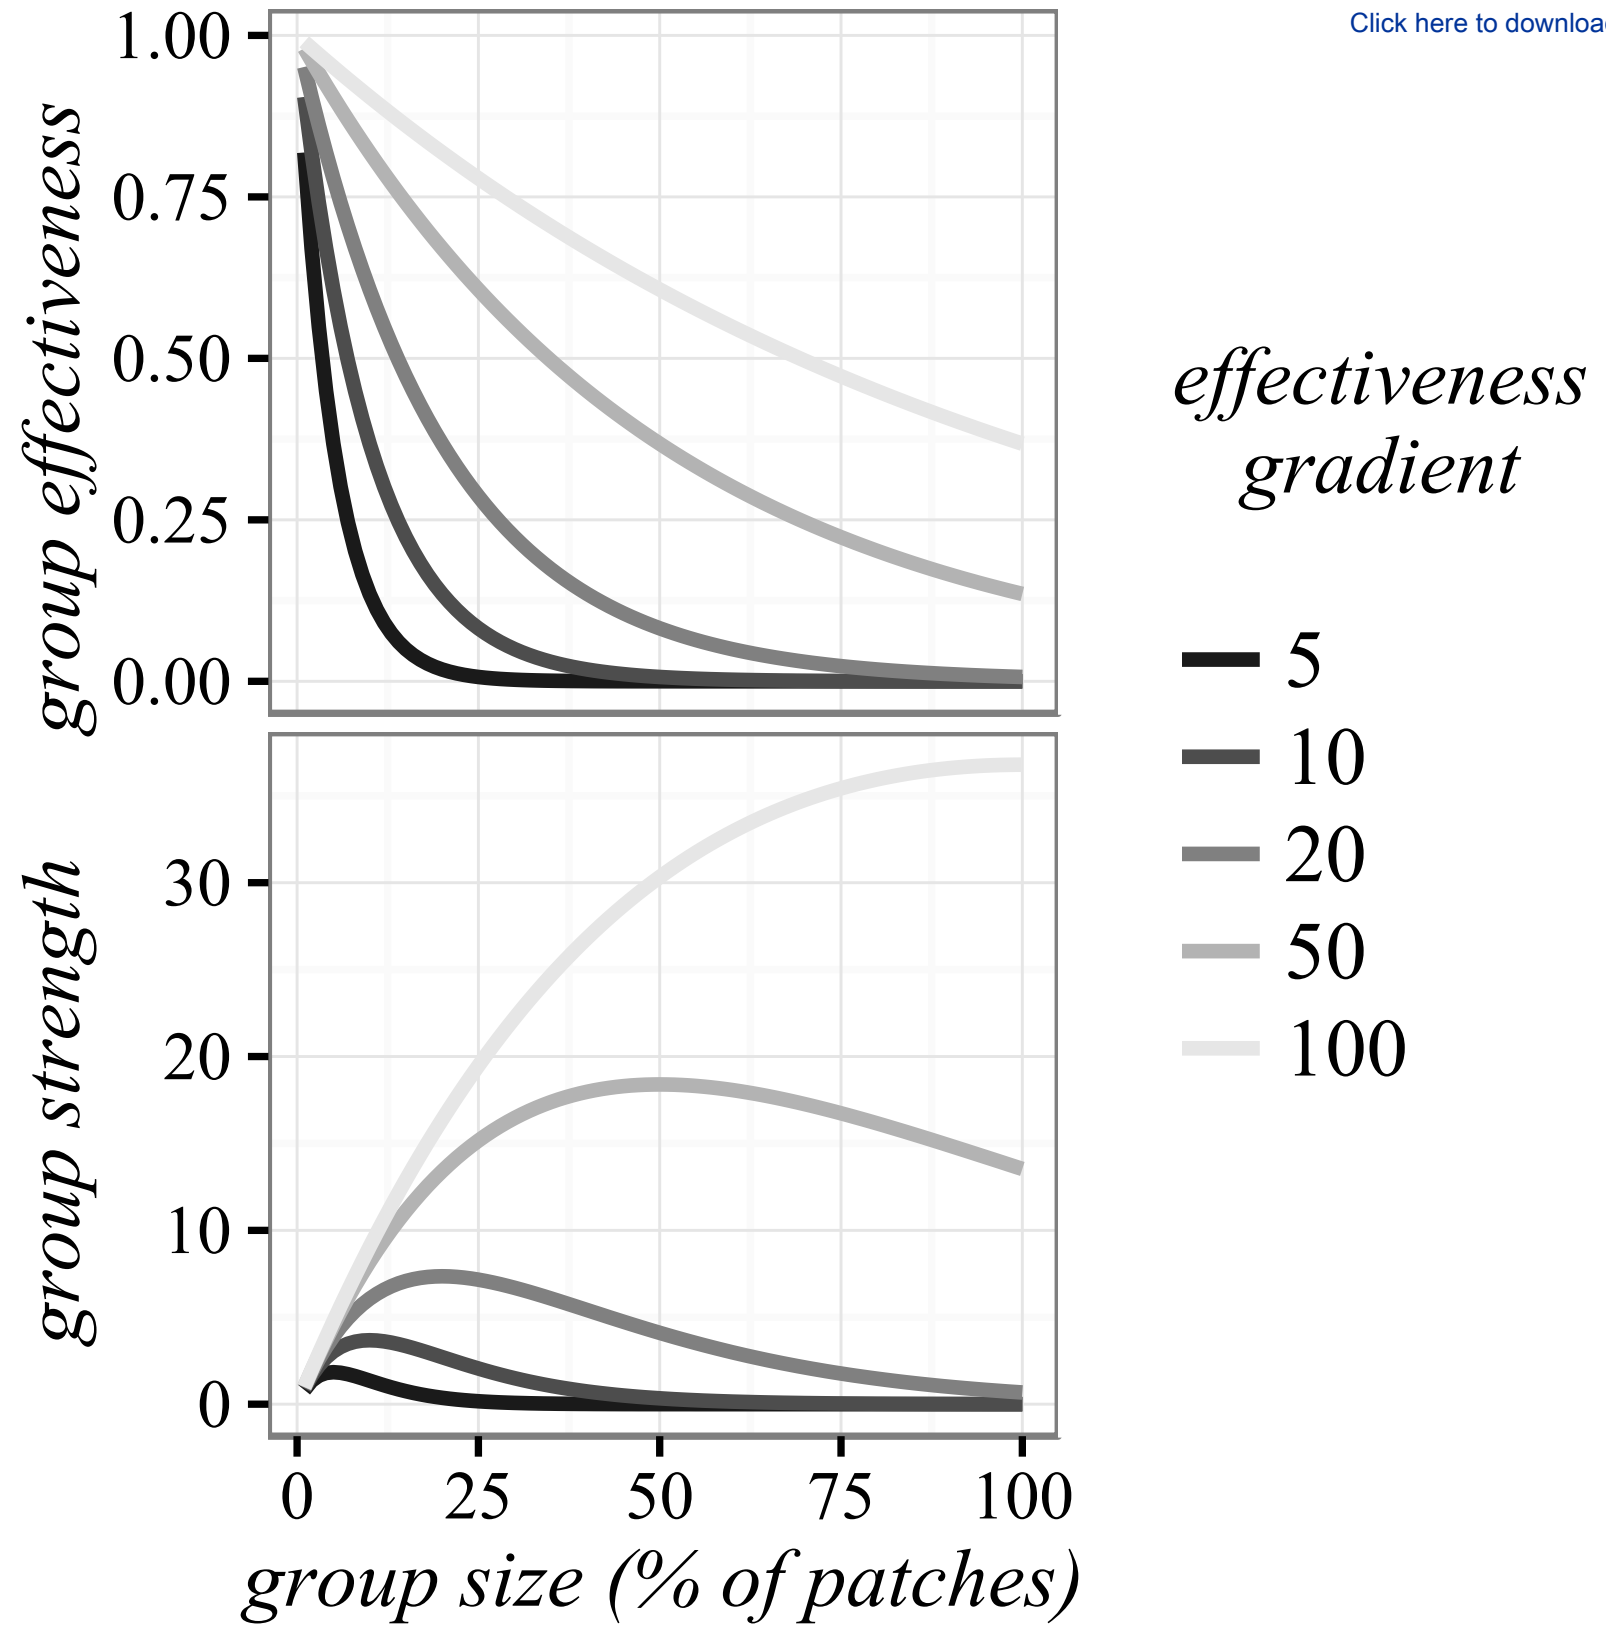 Click here to downloa
group effectiveness
1.00
0.75
0.50
0.25
0.00
group strength
30
20
10
0
0 25 50 75 100
group size (% of patches)
effectiveness
gradient
5
10
20
50
100